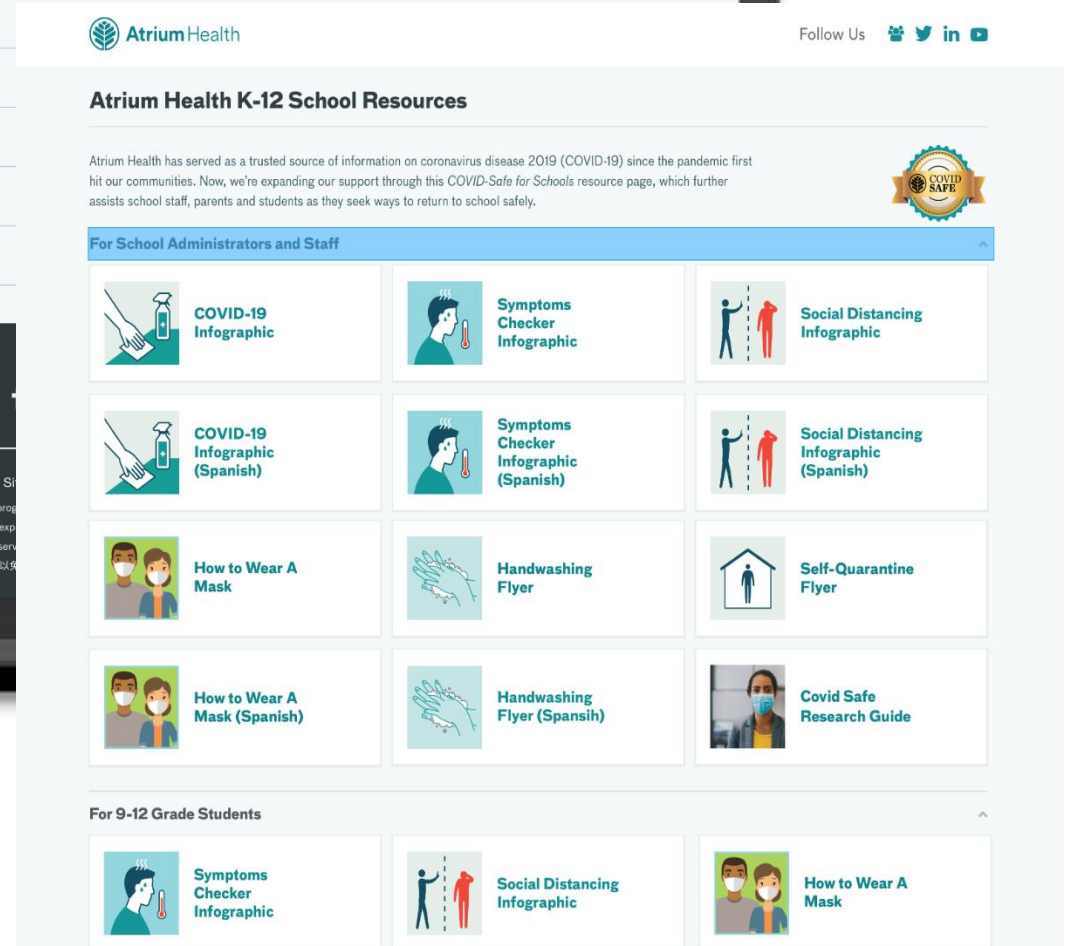 Atrium Health
Follow Us
Atrium Health K-12 School Resources
Atrium Health has served as a trusted source of information on coronavirus disease 2019 (COVID-19) since the pandemic first
hit our communities. Now, we're expanding our support through this COVID-Safe for Schools resource page, which further
assists school staff, parents and students as they seek ways to return to school safely.
COVID
SAFE
For School Administrators and Staff
COVID-19
Infographic
Symptoms
Checker
Infographic
Social Distancing
Infographic
COVID-19
Infographic
(Spanish)
Symptoms
Checker
Infographic
(Spanish)
Social Distancing
Infographic
(Spanish)
How to Wear A
Mask
Handwashing
Flyer
Self-Quarantine
Flyer
How to Wear A
Mask (Spanish)
Handwashing
Flyer (Spansih)
Covid Safe
Research Guide
For 9-12 Grade Students
Symptoms
Checker
Infographic
Social Distancing
Infographic
How to Wear A
Mask